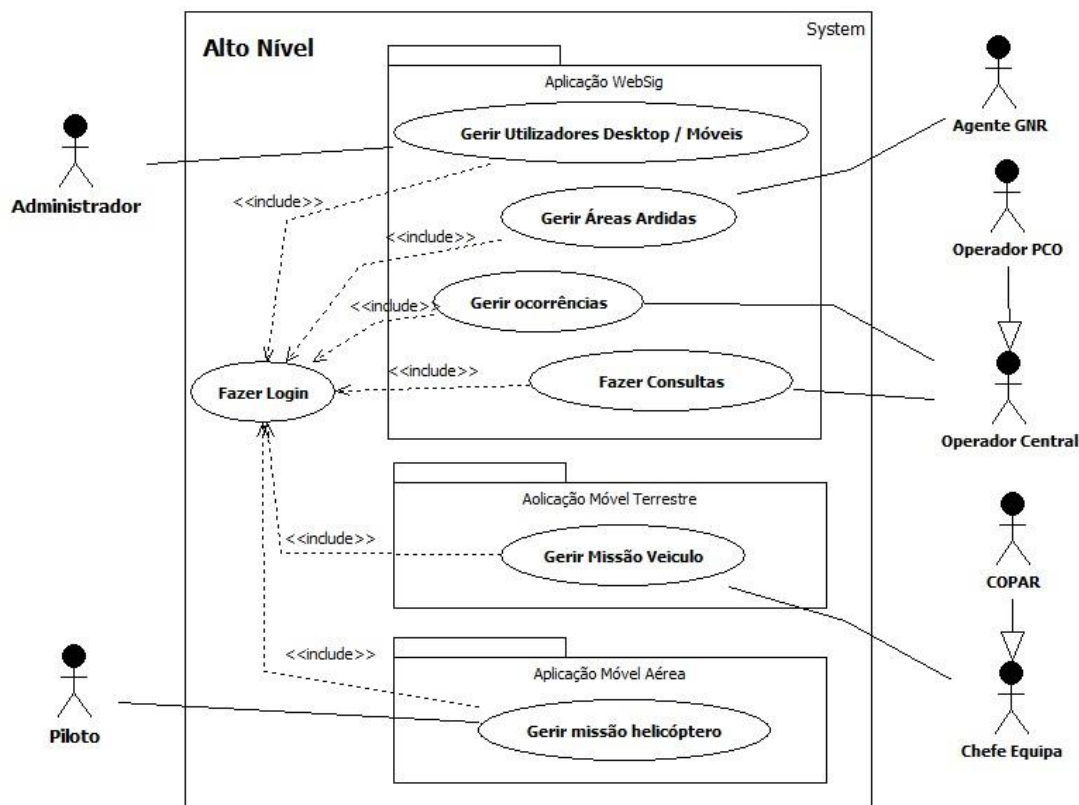 System
Alto Nível
Aplicação WebSig
Gerir Utilizadores Desktop / Móveis
Agente GNR
Administrador
<<include>>
Gerir Áreas Ardidas
<<include>>
Operador PCO
Gerir ocorrências
<<include>>
<<include>>
Fazer Consultas
Fazer Login
Operador Central
Aolicação Móvel Terrestre
<<include>>
Gerir Missão Veiculo
COPAR
<<include>>
Aplicação Móvel Aérea
Gerir missão helicóptero
Piloto
Chefe Equipa